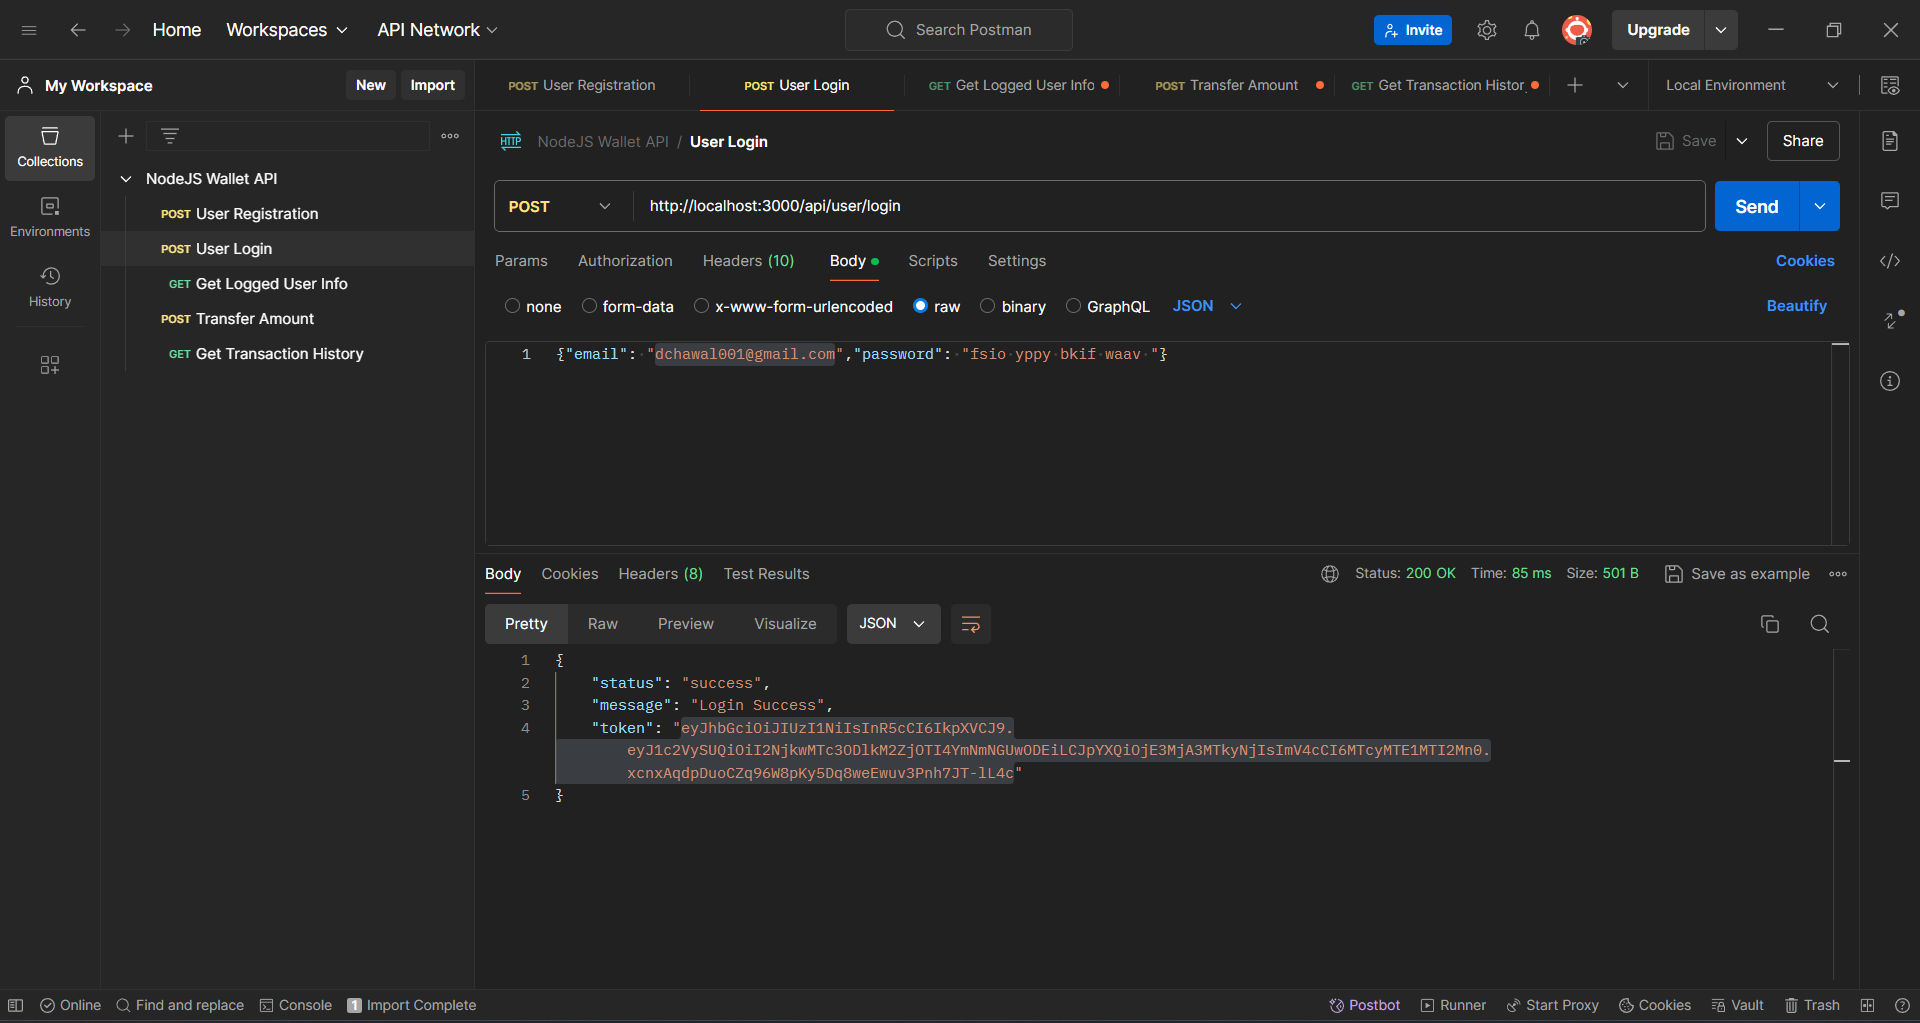 Home Workspaces API Network Search Postman Invite Upgrade
My Workspace New Import POST User Registration POST User Login GET Get Logged User Info POST Transfer Amount GET Get Transaction Histor Local Environment
Collections
Environments
History
NodeJS Wallet API
POST User Registration
POST User Login
GET Get Logged User Info
POST Transfer Amount
GET Get Transaction History
HTTP NodeJS Wallet API / User Login Save Share
POST http://localhost:3000/api/user/login Send
Params Authorization Headers (10) Body Scripts Settings Cookies
none form-data x-www-form-urlencoded raw binary GraphQL JSON Beautify
1 {"email": "dchawal001@gmail.com","password": "fsio yppy bkif waav "}
Body Cookies Headers (8) Test Results Status: 200 OK Time: 85 ms Size: 501 B Save as example
Pretty Raw Preview Visualize JSON
1 {
2 "status": "success",
3 "message": "Login Success",
4 "token": "eyJhbGciOiJIUzI1NiIsInR5cCI6IkpXVCJ9.
eyJ1c2VySUQiOiI2NjkwMTc3ODlkM2ZjOTI4YmNmNGUwODEiLCJpYXQiOjE3MjA3MTkyNjIsImV4cCI6MTcyMTE1MTI2Mn0.
xcnxAqdpDuoCZq96W8pKy5Dq8weEwuv3Pnh7JT-lL4c"
5 }
Online Find and replace Console 1 Import Complete Postbot Runner Start Proxy Cookies Vault Trash